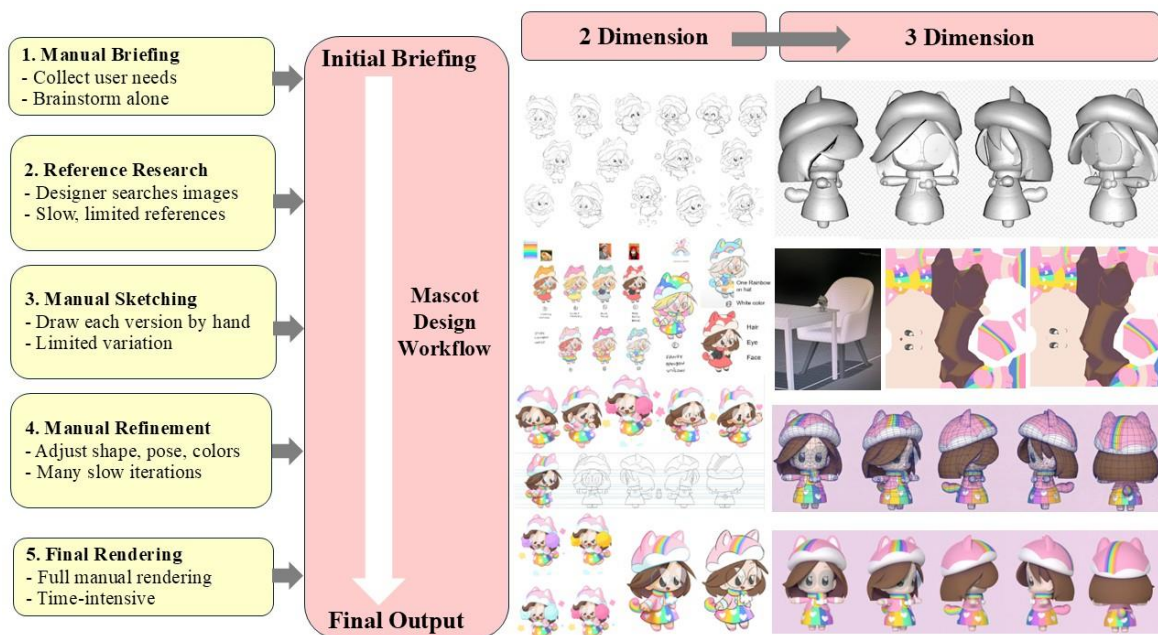 1. Manual Briefing
- Collect user needs
- Brainstorm alone
2. Reference Research
- Designer searches images
- Slow, limited references
3. Manual Sketching
- Draw each version by hand
- Limited variation
4. Manual Refinement
- Adjust shape, pose, colors
- Many slow iterations
5. Final Rendering
- Full manual rendering
- Time-intensive
Initial Briefing
Mascot
Design
Workflow
Final Output
2 Dimension
3 Dimension
One Rainbow
on hat
White color
Hair
Eye
Face